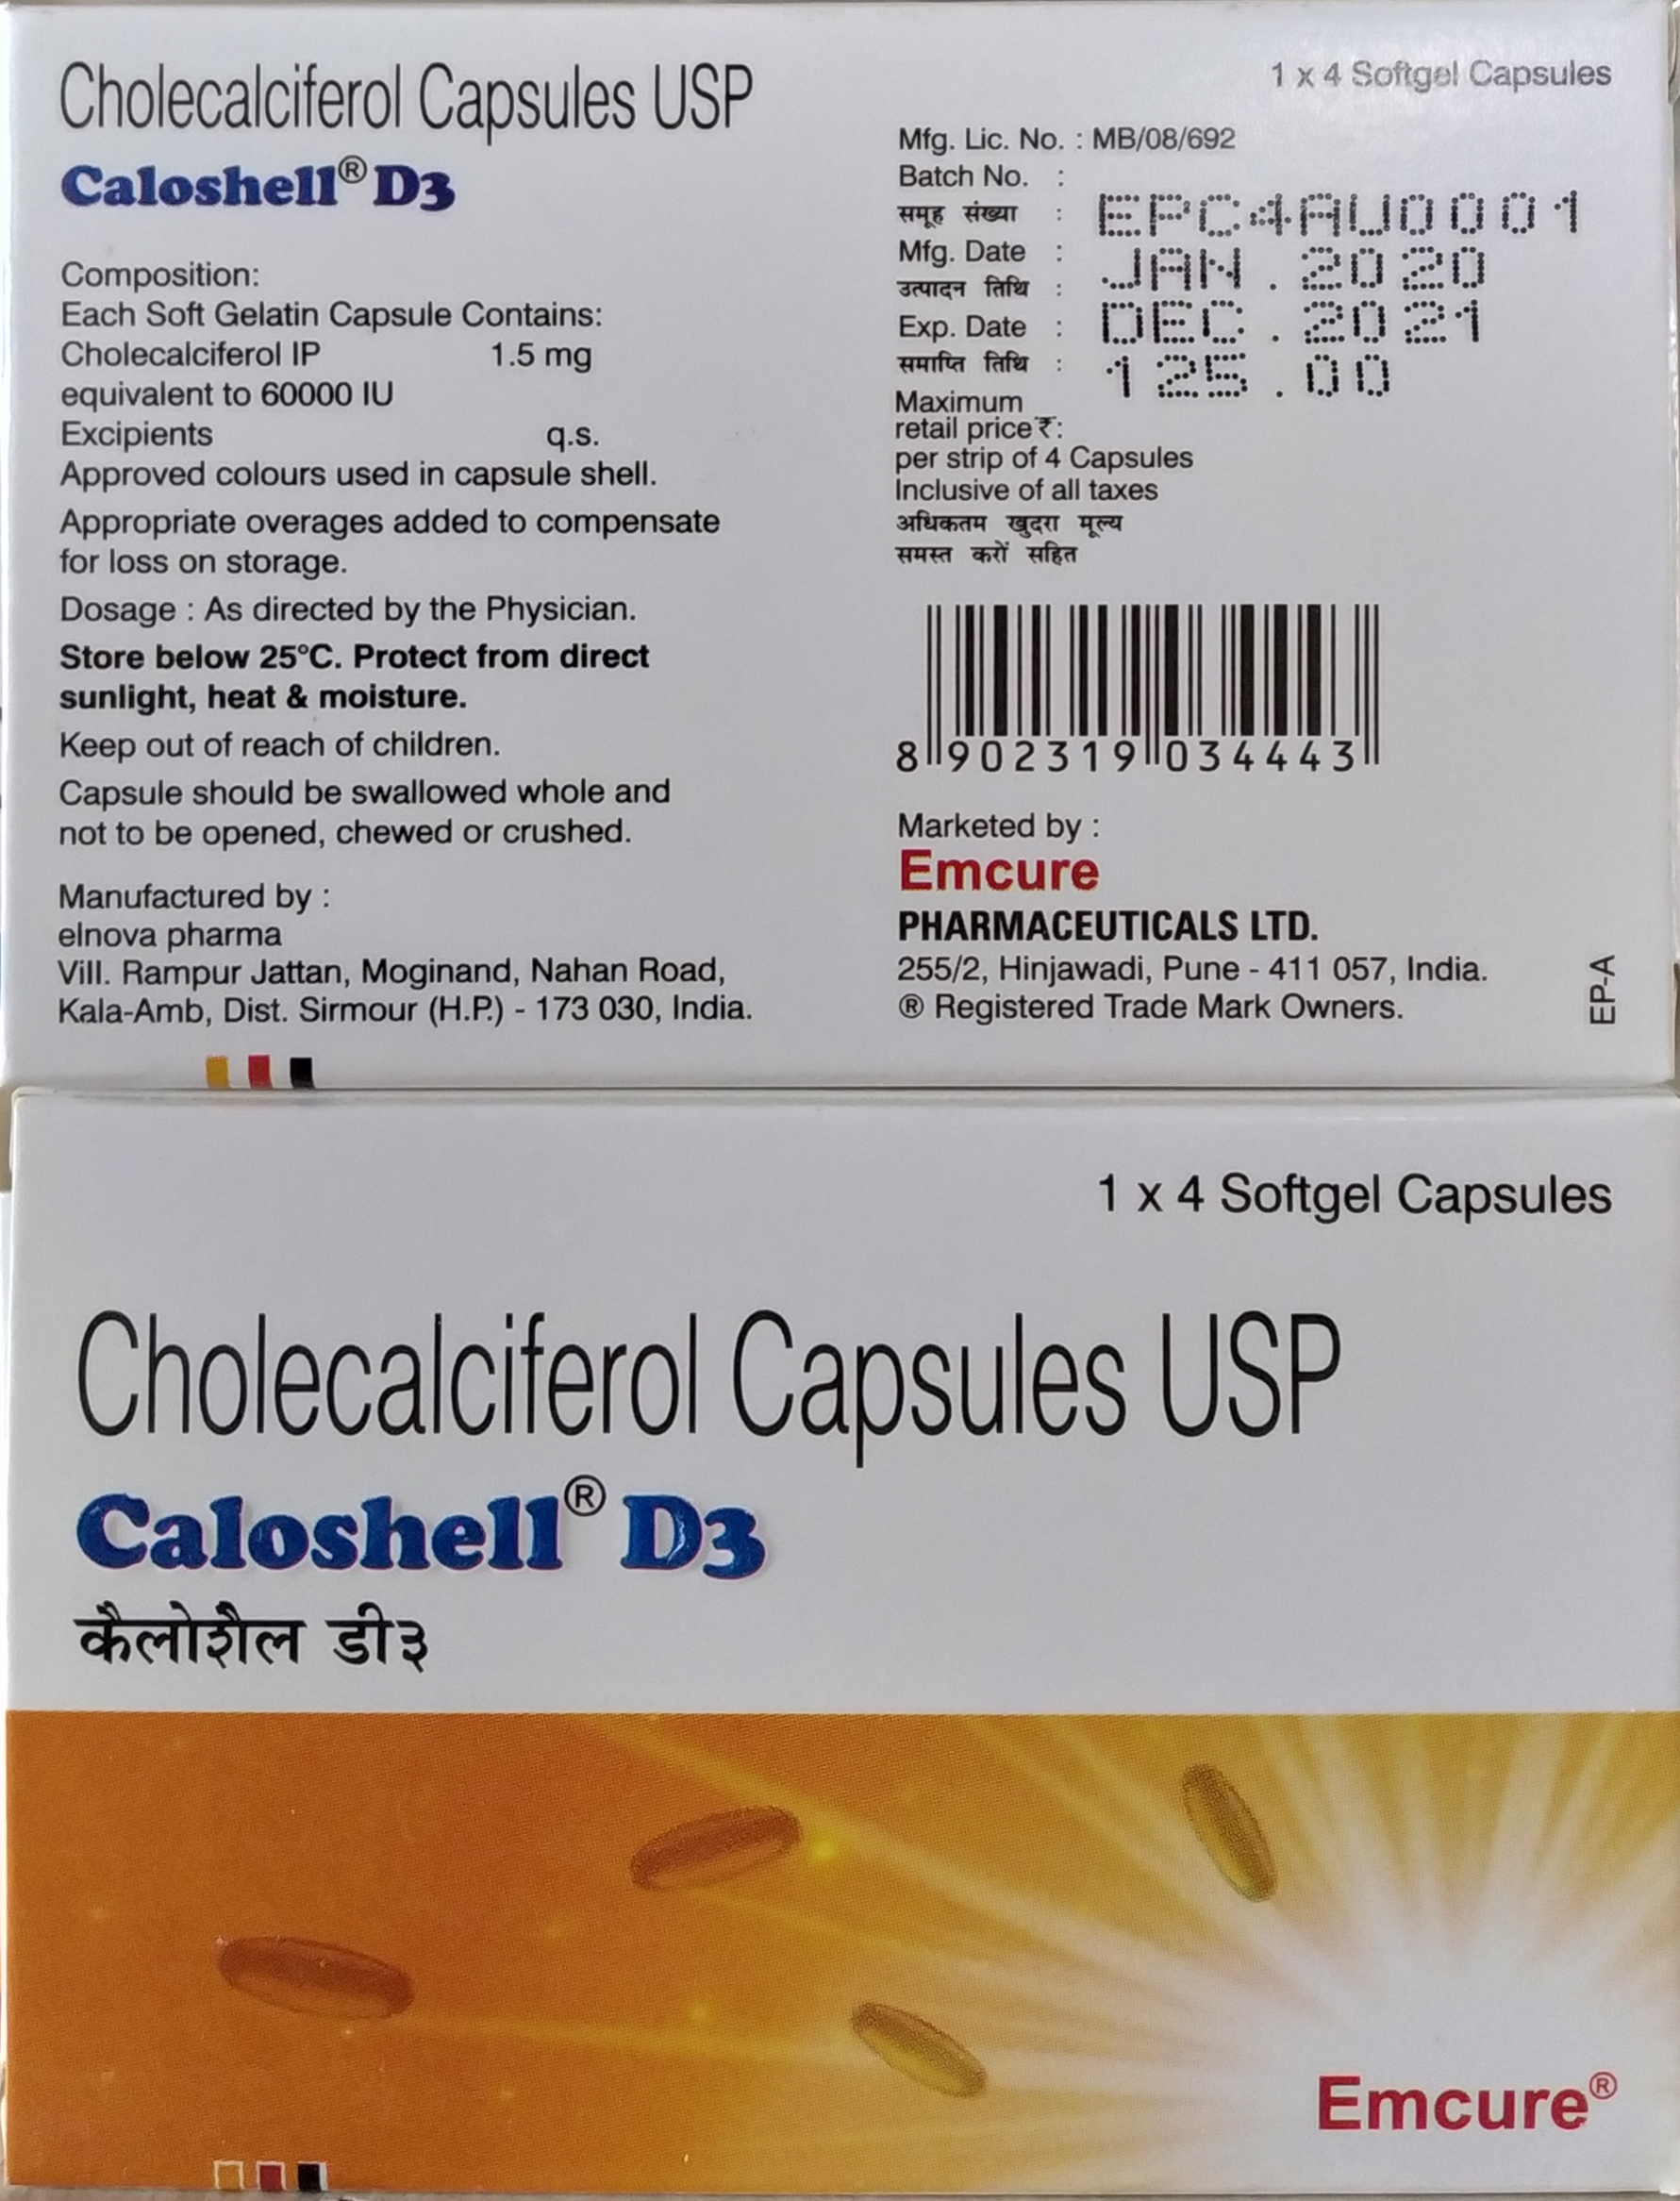 Cholecalciferol Capsules USP
Caloshell® D3
Composition:
Each Soft Gelatin Capsule Contains:
Cholecalciferol IP 1.5 mg
equivalent to 60000 IU
Excipients q.s.
Approved colours used in capsule shell.
Appropriate overages added to compensate
for loss on storage.
Dosage : As directed by the Physician.
Store below 25°C. Protect from direct
sunlight, heat & moisture.
Keep out of reach of children.
Capsule should be swallowed whole and
not to be opened, chewed or crushed.
Manufactured by :
elnova pharma
Vill. Rampur Jattan, Moginand, Nahan Road,
Kala-Amb, Dist. Sirmour (H.P.) - 173 030, India.
1 x 4 Softgel Capsules
Mfg. Lic. No. : MB/08/692
Batch No. :
समूह संख्या : EPC4AU0001
Mfg. Date :
उत्पादन तिथि : JAN.2020
Exp. Date : DEC.2021
समाप्ति तिथि :
125.00
Maximum
retail price ₹:
per strip of 4 Capsules
Inclusive of all taxes
अधिकतम खुदरा मूल्य
समस्त करों सहित
8 902319 034443
Marketed by :
Emcure
PHARMACEUTICALS LTD.
255/2, Hinjawadi, Pune - 411 057, India.
® Registered Trade Mark Owners.
EP-A
1 x 4 Softgel Capsules
Cholecalciferol Capsules USP
Caloshell® D3
कैलोशैल डी३
Emcure®